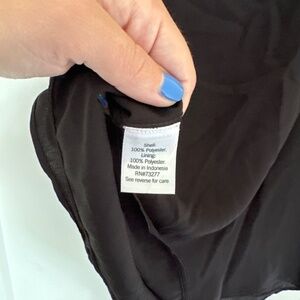 Shell:
100% Polyester.
Lining:
100% Polyester.
Made in Indonesia
RN#73277
See reverse for care.